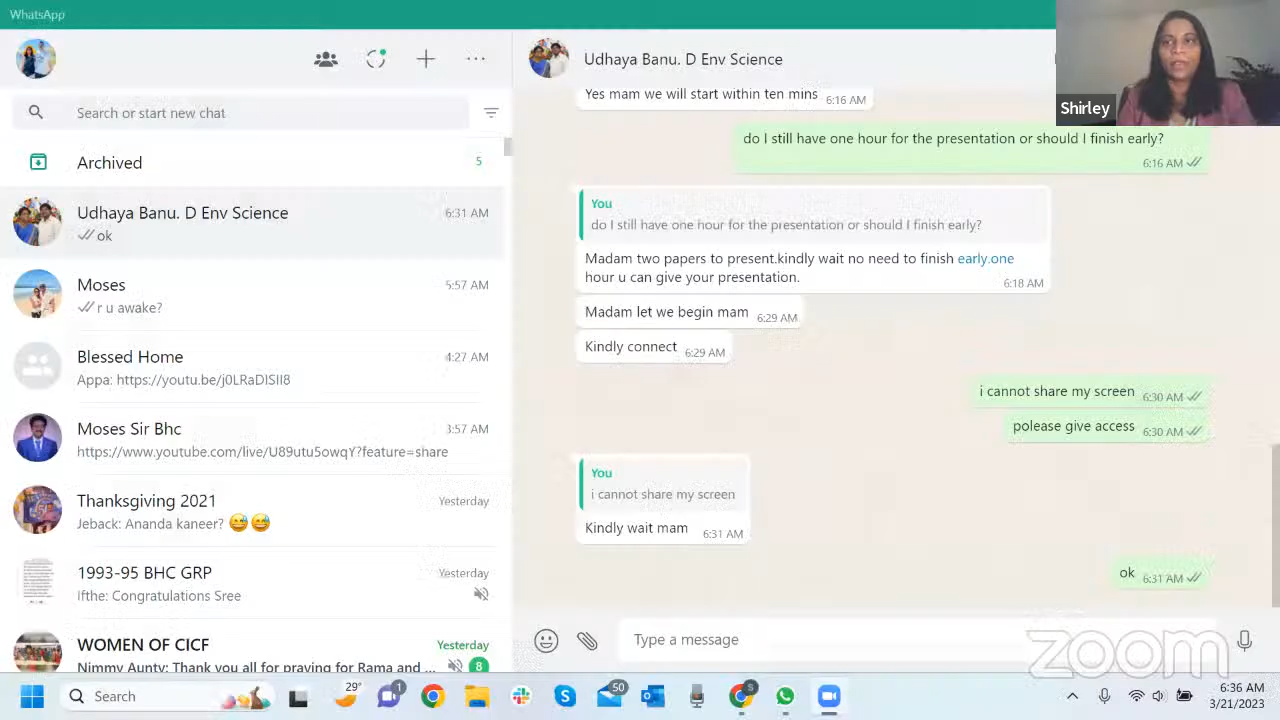 WhatsApp
Search or start new chat
Archived
5
Udhaya Banu. D Env Science
6:31 AM
ok
Moses
5:57 AM
r u awake?
Blessed Home
4:27 AM
Appa: https://youtu.be/j0LRaDISII8
Moses Sir Bhc
3:57 AM
https://www.youtube.com/live/U89utu5owqY?feature=share
Thanksgiving 2021
Yesterday
Jeback: Ananda kaneer? 😅😅
1993-95 BHC GRP
Yesterday
Ifthe: Congratulations Sree
WOMEN OF CICF
Yesterday
Nimmy Aunty: Thank you all for praying for Rama and ...
8
Udhaya Banu. D Env Science
Yes mam we will start within ten mins 6:16 AM
do I still have one hour for the presentation or should I finish early?
6:16 AM
You
do I still have one hour for the presentation or should I finish early?
Madam two papers to present.kindly wait no need to finish early.one
hour u can give your presentation.
6:18 AM
Madam let we begin mam 6:29 AM
Kindly connect 6:29 AM
i cannot share my screen 6:30 AM
polease give access 6:30 AM
You
i cannot share my screen
Kindly wait mam 6:31 AM
ok 6:31 AM
Type a message
Shirley
zoom
Search
29°
1
50
6:36 AM
3/21/2023